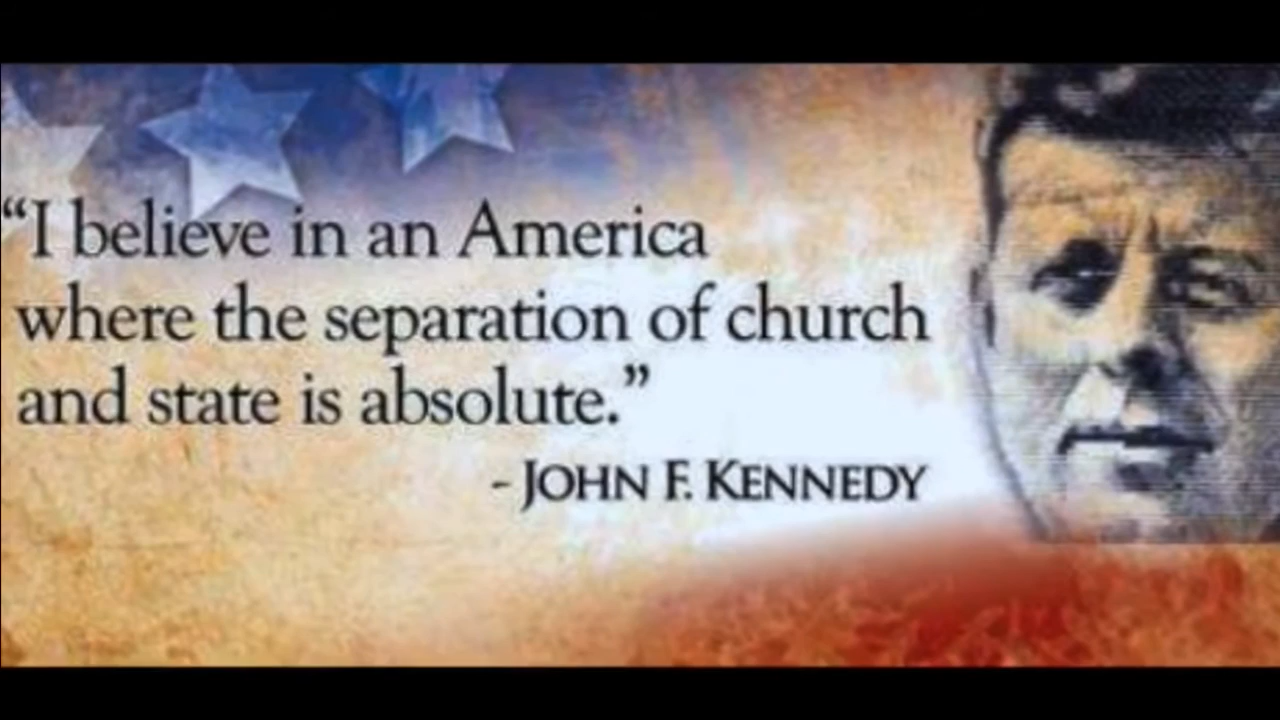 “I believe in an America
where the separation of church
and state is absolute.”
- JOHN F. KENNEDY